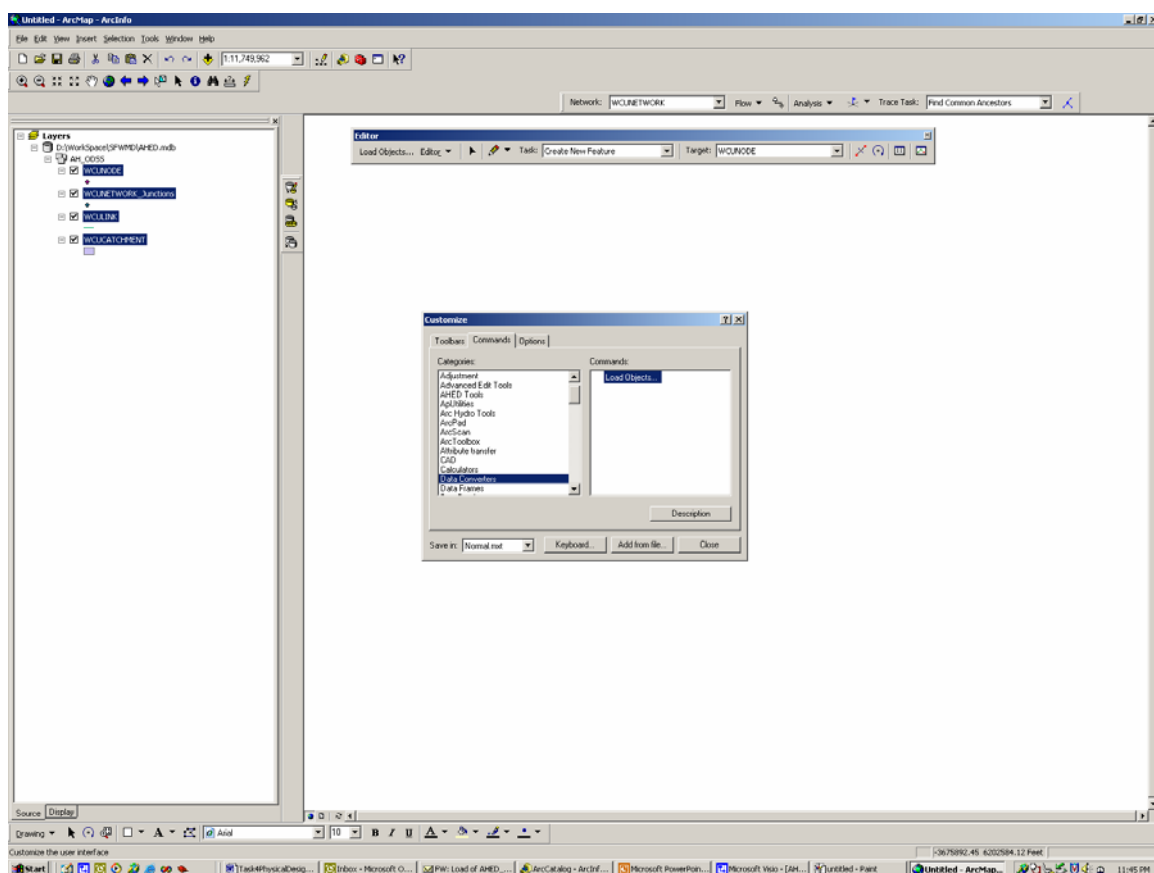 Untitled - ArcMap - ArcInfo
File Edit View Insert Selection Tools Window Help
1:11,749,962
Network: WCUNETWORK Flow Analysis Trace Task: Find Common Ancestors
Layers
D:\WorkSpace\SFWMD\AHED.mdb
AH_ODSS
WCUNODE
WCUNETWORK_Junctions
WCULINK
WCUCATCHMENT
Editor
Load Objects... Editor Task: Create New Feature Target: WCUNODE
Customize
Toolbars Commands Options
Categories: Commands:
Adjustment
Advanced Edit Tools
AHED Tools
ApUtilities
Arc Hydro Tools
ArcPad
ArcScan
ArcToolbox
Attribute transfer
CAD
Calculators
Data Converters
Data Frames
Load Objects...
Description
Save in: Normal.mxt Keyboard... Add from file... Close
Source Display
Drawing A Arial 10 B I U A
Customize the user interface
-3675892.45 6202584.12 Feet
Start Task4PhysicalDesig... Inbox - Microsoft O... FW: Load of AHED_... ArcCatalog - ArcInf... Microsoft PowerPoin... Microsoft Visio - [AH... untitled - Paint Untitled - ArcMap... 11:45 PM